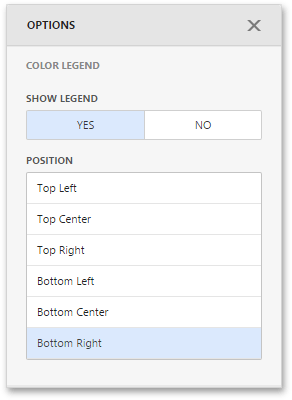 OPTIONS
COLOR LEGEND
SHOW LEGEND
YES NO
POSITION
Top Left
Top Center
Top Right
Bottom Left
Bottom Center
Bottom Right